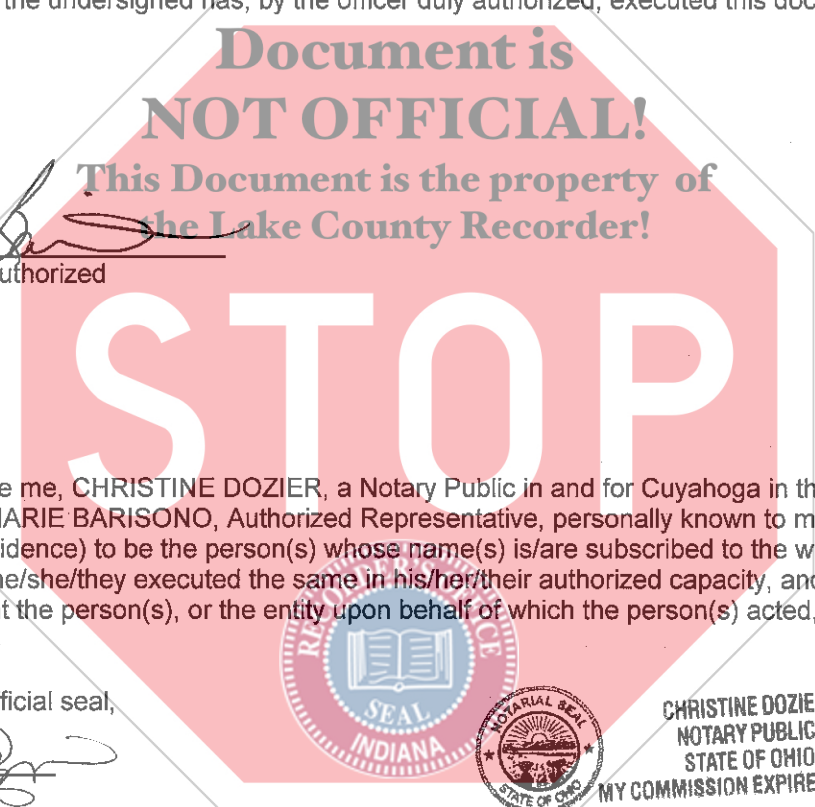 the undersigned has, by the officer duly authorized, executed this doc
Document is
NOT OFFICIAL!
This Document is the property of
the Lake County Recorder!
uthorized
STOP
e me, CHRISTINE DOZIER, a Notary Public in and for Cuyahoga in th
ARIE BARISONO, Authorized Representative, personally known to m
idence) to be the person(s) whose name(s) is/are subscribed to the w
e/she/they executed the same in his/her/their authorized capacity, and
t the person(s), or the entity upon behalf of which the person(s) acted,
RECORDER'S OFFICE
SEAL
INDIANA
ficial seal,
NOTARIAL SEAL
STATE OF OHIO
CHRISTINE DOZIE
NOTARY PUBLIC
STATE OF OHIO
MY COMMISSION EXPIRE